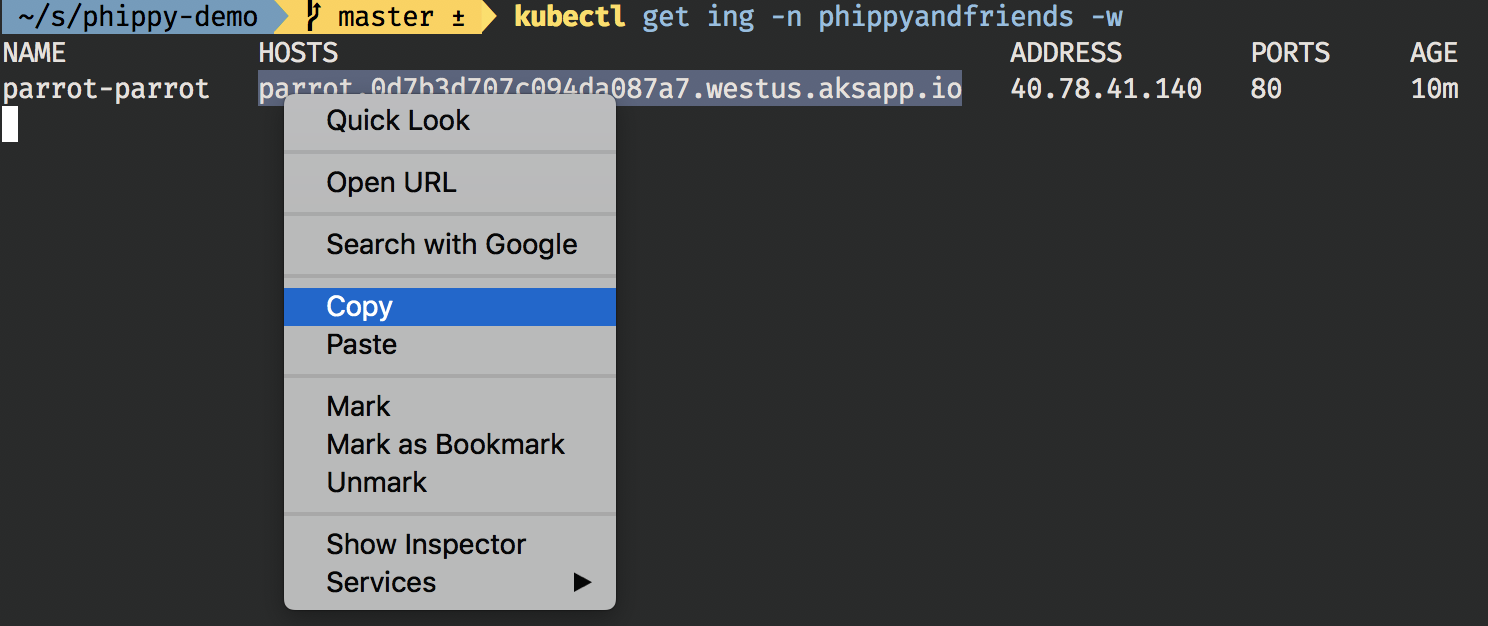 ~/s/phippy-demo master ± kubectl get ing -n phippyandfriends -w
NAME HOSTS ADDRESS PORTS AGE
parrot-parrot parrot.0d7b3d707c094da087a7.westus.aksapp.io 40.78.41.140 80 10m
Quick Look
Open URL
Search with Google
Copy
Paste
Mark
Mark as Bookmark
Unmark
Show Inspector
Services